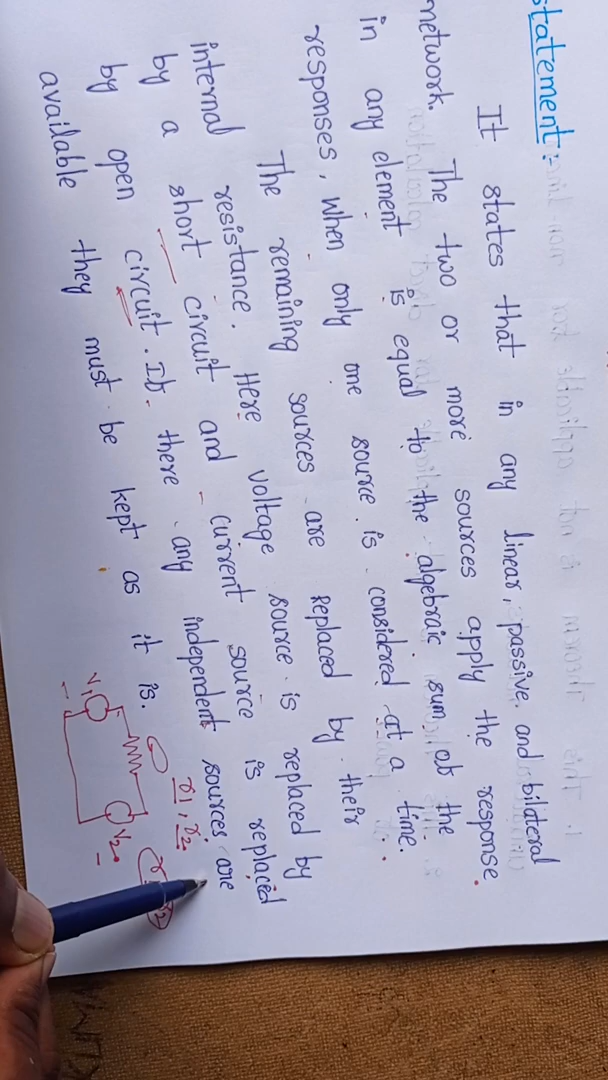 statement :-
It states that in any linear, passive and bilateral
network. The two or more sources apply the response
in any element is equal to the algebraic sum of the
responses, when only one source is considered at a time.
The remaining sources are replaced by their
internal resistance. Here voltage source is replaced by
by a short circuit and current source is replaced
by open circuit. If there any independent sources are
available they must be kept as it is.
V1
V2